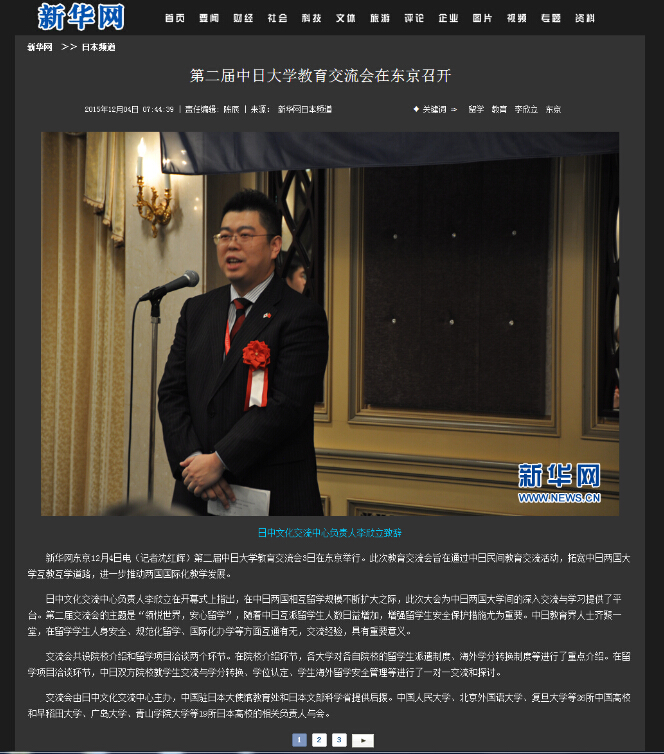 新华网
首页 要闻 财经 社会 科技 文体 旅游 评论 企业 图片 视频 专题 资料
新华网 >> 日本频道
第二届中日大学教育交流会在东京召开
2015年12月04日 07:44:39 | 责任编辑: 陈辰 | 来源： 新华网日本频道
◆ 关键词 => 留学 教育 李欣立 东京
新华网
WWW.NEWS.CN
日中文化交流中心负责人李欣立致辞
新华网东京12月4日电（记者沈红辉）第二届中日大学教育交流会3日在东京举行。此次教育交流会旨在通过中日民间教育交流活动，拓宽中日两国大
学互教互学道路，进一步推动两国国际化教学发展。
日中文化交流中心负责人李欣立在开幕式上指出，在中日两国相互留学规模不断扩大之际，此次大会为中日两国大学间的深入交流与学习提供了平
台。第二届交流会的主题是“领悦世界，安心留学”，随着中日互派留学生人数日益增加，增强留学生安全保护措施尤为重要。中日教育界人士齐聚一
堂，在留学学生人身安全、规范化留学、国际化办学等方面互通有无，交流经验，具有重要意义。
交流会共设院校介绍和留学项目洽谈两个环节。在院校介绍环节，各大学对各自院校的留学生派遣制度、海外学分转换制度等进行了重点介绍。在留
学项目洽谈环节，中日双方院校就学生交流与学分转换、学位认定、学生海外留学安全管理等进行了一对一交流和探讨。
交流会由日中文化交流中心主办，中国驻日本大使馆教育处和日本文部科学省提供后援。中国人民大学、北京外国语大学、复旦大学等26所中国高校
和早稻田大学、广岛大学、青山学院大学等19所日本高校的相关负责人与会。
1 2 3